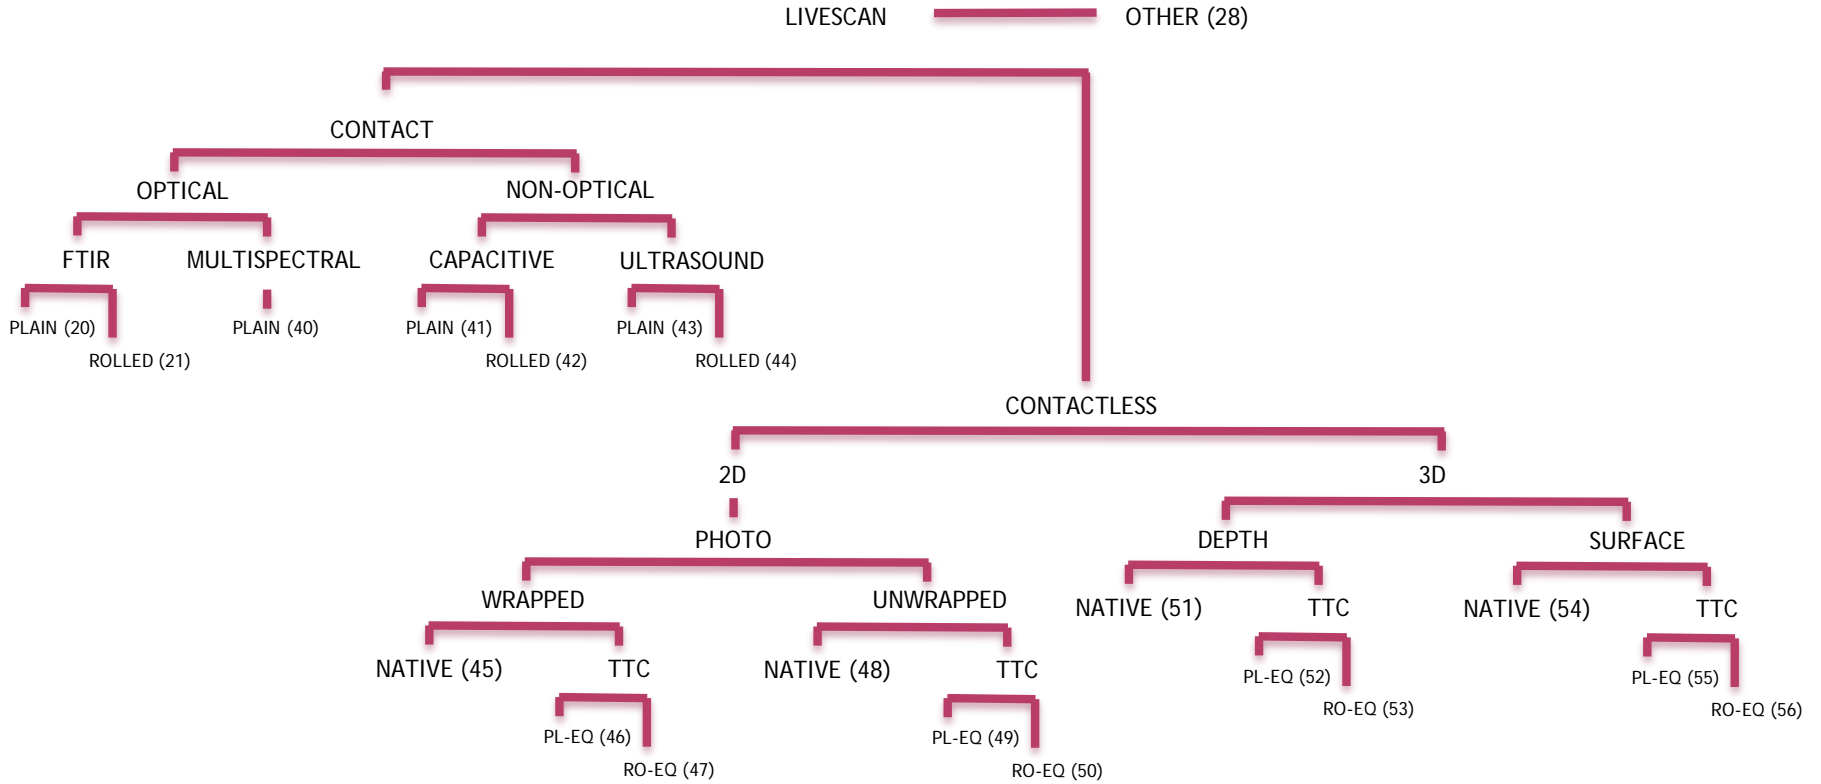 LIVESCAN OTHER (28)
CONTACT
OPTICAL NON-OPTICAL
FTIR MULTISPECTRAL CAPACITIVE ULTRASOUND
PLAIN (20) PLAIN (40) PLAIN (41) PLAIN (43)
ROLLED (21) ROLLED (42) ROLLED (44)
CONTACTLESS
2D 3D
PHOTO DEPTH SURFACE
WRAPPED UNWRAPPED NATIVE (51) TTC NATIVE (54) TTC
NATIVE (45) TTC NATIVE (48) TTC PL-EQ (52) PL-EQ (55)
RO-EQ (53) RO-EQ (56)
PL-EQ (46) PL-EQ (49)
RO-EQ (47) RO-EQ (50)